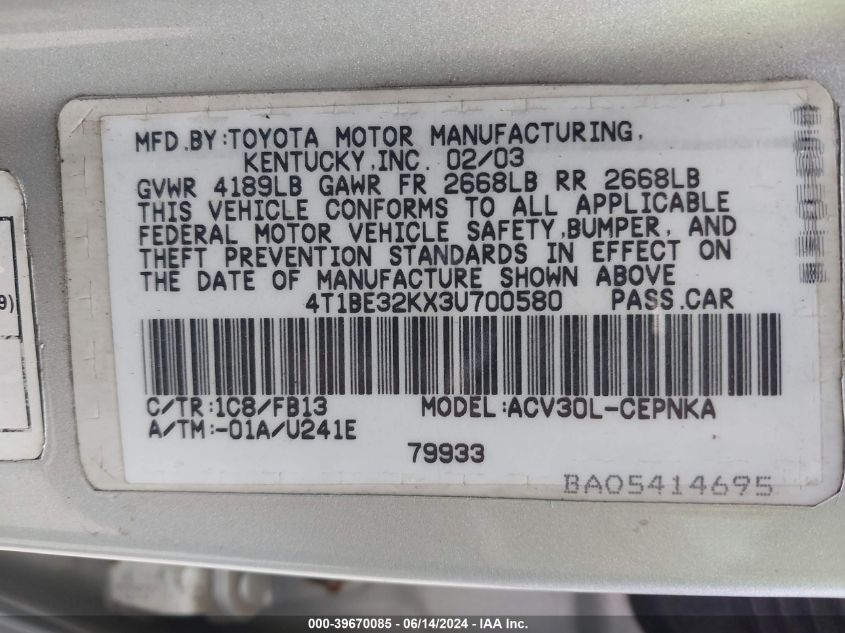 MFD.BY:TOYOTA MOTOR MANUFACTURING,
KENTUCKY,INC. 02/03
GVWR 4189LB GAWR FR 2668LB RR 2668LB
THIS VEHICLE CONFORMS TO ALL APPLICABLE
FEDERAL MOTOR VEHICLE SAFETY,BUMPER, AND
THEFT PREVENTION STANDARDS IN EFFECT ON
THE DATE OF MANUFACTURE SHOWN ABOVE
4T1BE32KX3U700580 PASS.CAR
C/TR:1C8/FB13 MODEL:ACV30L-CEPNKA
A/TM:-01A/U241E
79933
BA05414695
9)
000-39670085 - 06/14/2024 - IAA Inc.